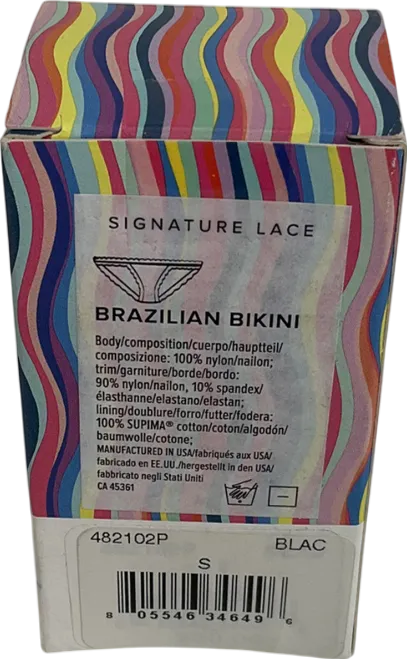 SIGNATURE LACE
BRAZILIAN BIKINI
Body/composition/cuerpo/hauptteil/
composizione: 100% nylon/nailon;
trim/garniture/borde/bordo:
90% nylon/nailon, 10% spandex/
élasthanne/elastano/elastan;
lining/doublure/forro/futter/fodera:
100% SUPIMA® cotton/coton/algodón/
baumwolle/cotone;
MANUFACTURED IN USA/fabriqués aux USA/
fabricado en EE.UU./hergestellt in den USA/
fabbricato negli Stati Uniti
CA 45361
482102P BLAC
S
8 05546 34649 6